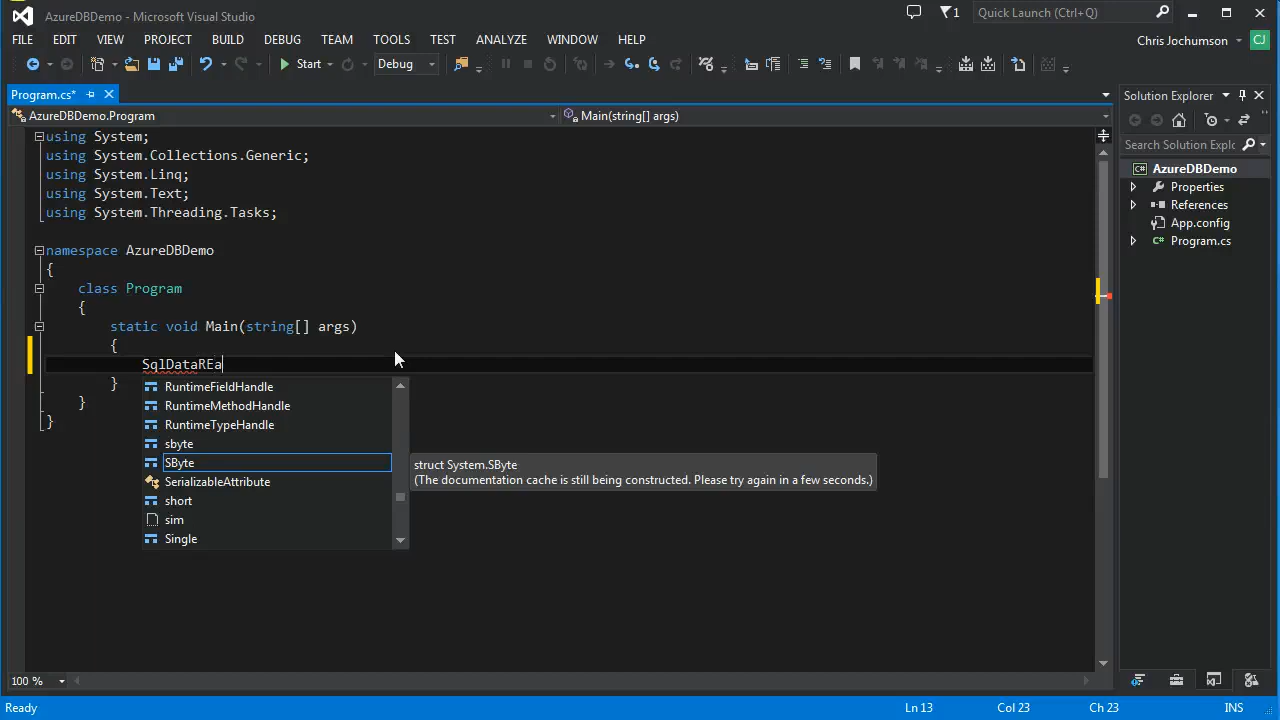 AzureDBDemo - Microsoft Visual Studio
1
Quick Launch (Ctrl+Q)
FILE EDIT VIEW PROJECT BUILD DEBUG TEAM TOOLS TEST ANALYZE WINDOW HELP
Chris Jochumson
CJ
Start
Debug
Program.cs*
Solution Explorer
AzureDBDemo.Program
Main(string[] args)
Search Solution Explc
using System;
using System.Collections.Generic;
using System.Linq;
using System.Text;
using System.Threading.Tasks;
namespace AzureDBDemo
{
class Program
{
static void Main(string[] args)
{
SqlDataREa
}
}
}
RuntimeFieldHandle
RuntimeMethodHandle
RuntimeTypeHandle
sbyte
SByte
SerializableAttribute
short
sim
Single
struct System.SByte
(The documentation cache is still being constructed. Please try again in a few seconds.)
C# AzureDBDemo
Properties
References
App.config
C# Program.cs
100 %
Ready
Ln 13
Col 23
Ch 23
INS